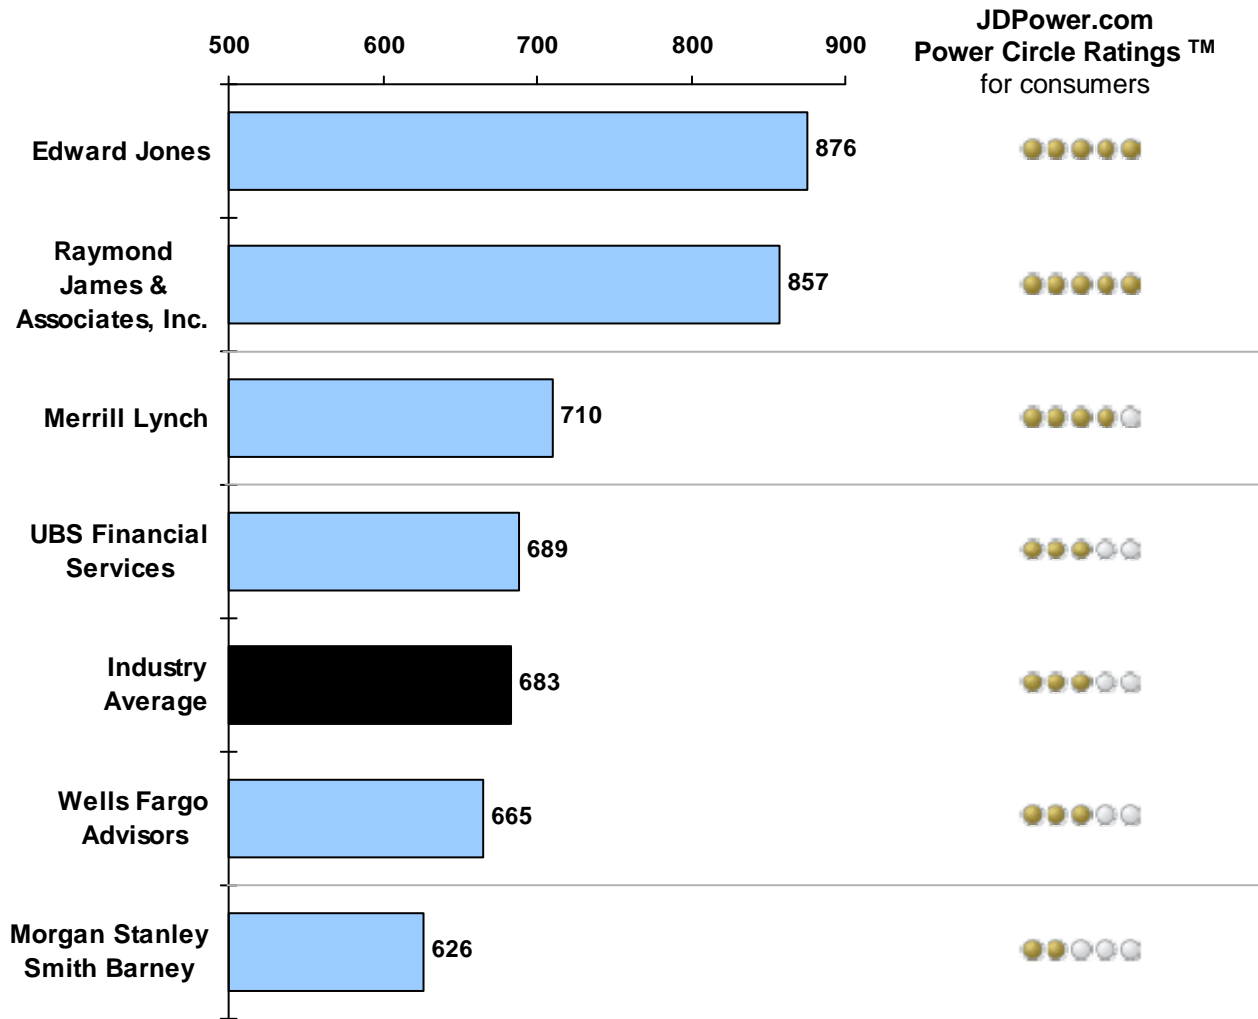 JDPower.com
Power Circle Ratings TM
for consumers
500 600 700 800 900
Edward Jones 876
Raymond
James &
Associates, Inc.
857
Merrill Lynch 710
UBS Financial
Services
689
Industry
Average
683
Wells Fargo
Advisors
665
Morgan Stanley
Smith Barney
626